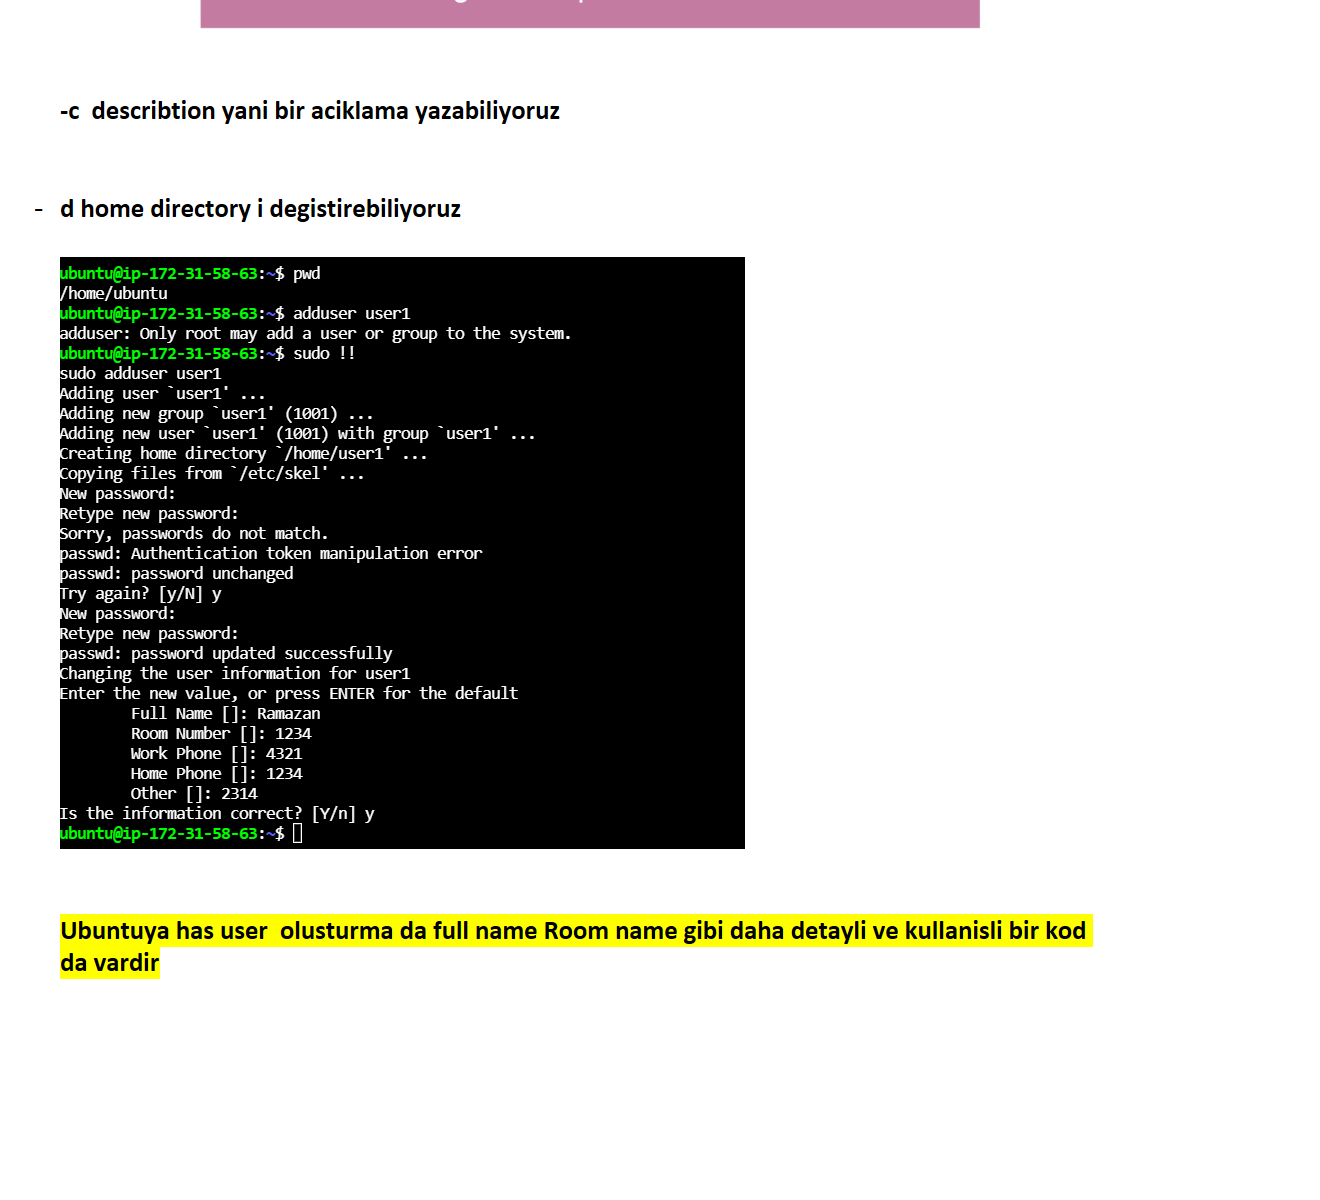 -c  describtion yani bir aciklama yazabiliyoruz
- d home directory i degistirebiliyoruz
ubuntu@ip-172-31-58-63:~$ pwd
/home/ubuntu
ubuntu@ip-172-31-58-63:~$ adduser user1
adduser: Only root may add a user or group to the system.
ubuntu@ip-172-31-58-63:~$ sudo !!
sudo adduser user1
Adding user `user1' ...
Adding new group `user1' (1001) ...
Adding new user `user1' (1001) with group `user1' ...
Creating home directory `/home/user1' ...
Copying files from `/etc/skel' ...
New password:
Retype new password:
Sorry, passwords do not match.
passwd: Authentication token manipulation error
passwd: password unchanged
Try again? [y/N] y
New password:
Retype new password:
passwd: password updated successfully
Changing the user information for user1
Enter the new value, or press ENTER for the default
        Full Name []: Ramazan
        Room Number []: 1234
        Work Phone []: 4321
        Home Phone []: 1234
        Other []: 2314
Is the information correct? [Y/n] y
ubuntu@ip-172-31-58-63:~$
Ubuntuya has user  olusturma da full name Room name gibi daha detayli ve kullanisli bir kod
da vardir